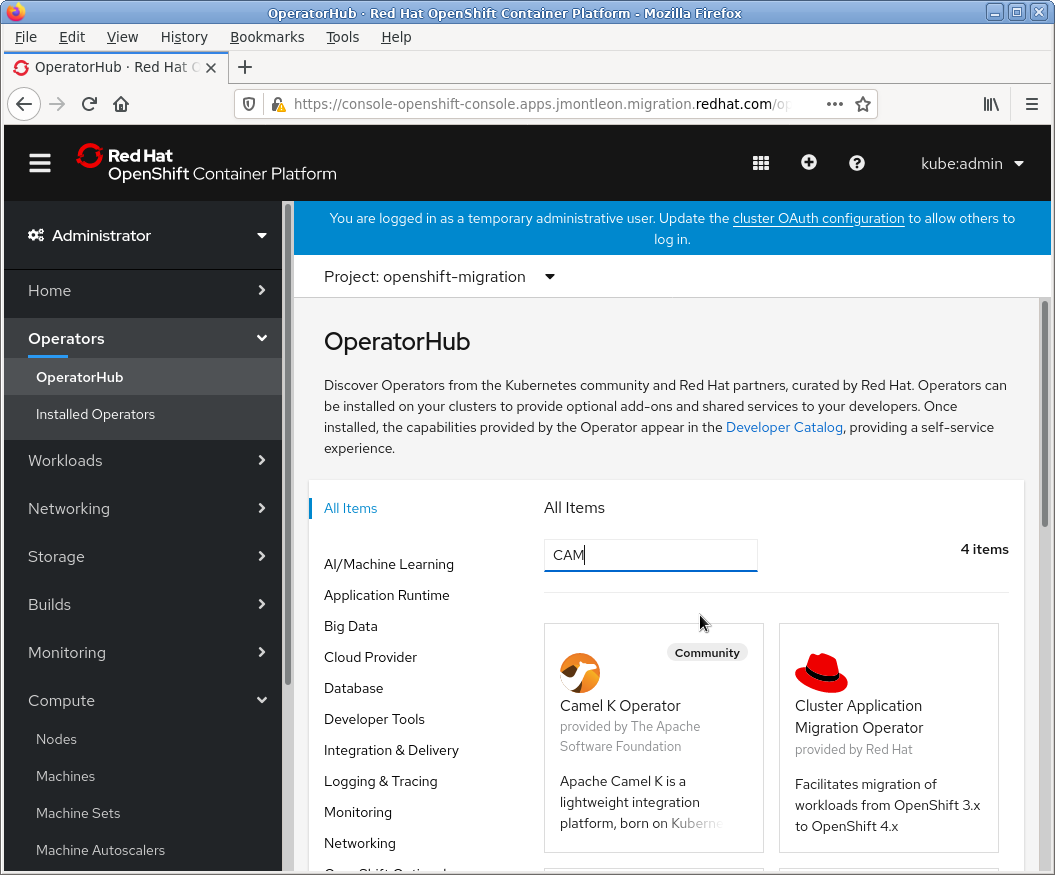 OperatorHub · Red Hat OpenShift Container Platform - Mozilla Firefox
File Edit View History Bookmarks Tools Help
OperatorHub · Red Hat
https://console-openshift-console.apps.jmontleon.migration.redhat.com/op
Red Hat
OpenShift Container Platform
kube:admin
Administrator
Home
Operators
OperatorHub
Installed Operators
Workloads
Networking
Storage
Builds
Monitoring
Compute
Nodes
Machines
Machine Sets
Machine Autoscalers
You are logged in as a temporary administrative user. Update the cluster OAuth configuration to allow others to
log in.
Project: openshift-migration
OperatorHub
Discover Operators from the Kubernetes community and Red Hat partners, curated by Red Hat. Operators can
be installed on your clusters to provide optional add-ons and shared services to your developers. Once
installed, the capabilities provided by the Operator appear in the Developer Catalog, providing a self-service
experience.
All Items
AI/Machine Learning
Application Runtime
Big Data
Cloud Provider
Database
Developer Tools
Integration & Delivery
Logging & Tracing
Monitoring
Networking
All Items
CAM
4 items
Community
Camel K Operator
provided by The Apache
Software Foundation
Apache Camel K is a
lightweight integration
platform, born on Kuberne
Cluster Application
Migration Operator
provided by Red Hat
Facilitates migration of
workloads from OpenShift 3.x
to OpenShift 4.x